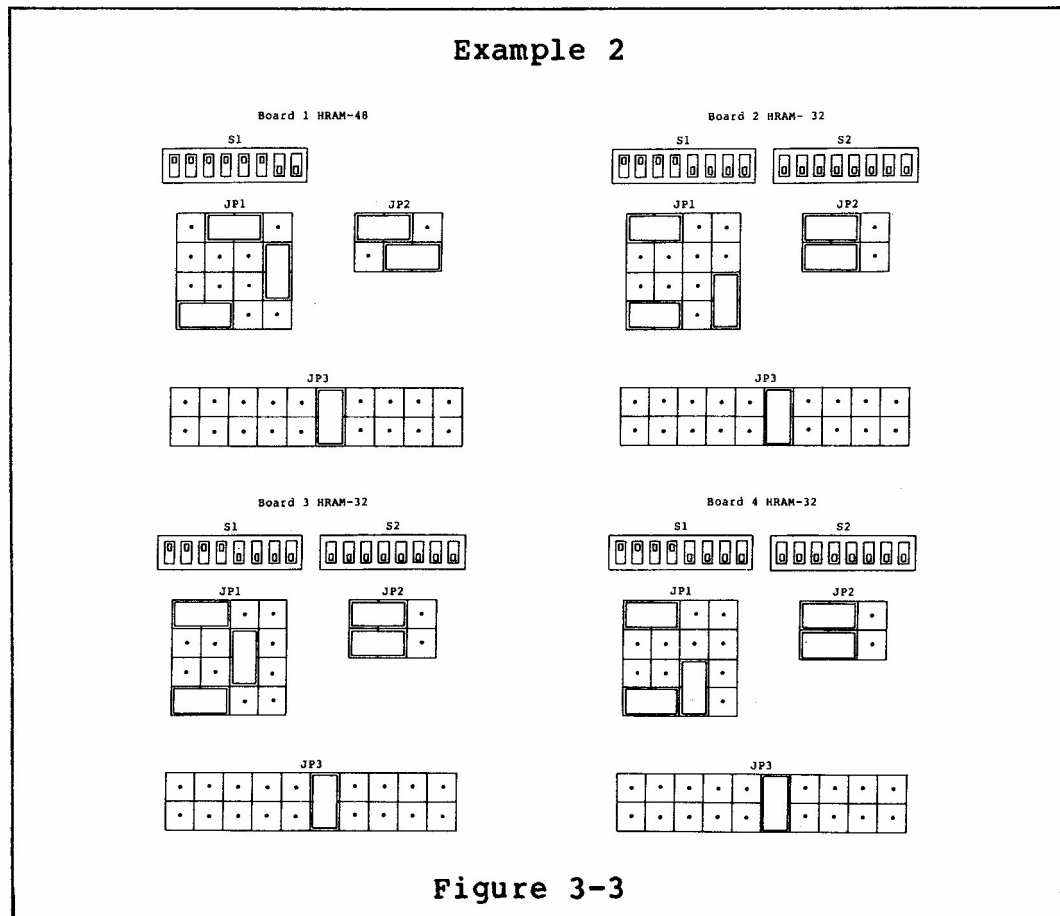 Example 2
Board 1 HRAM-48
S1
JP1
JP2
JP3
Board 2 HRAM- 32
S1
S2
JP1
JP2
JP3
Board 3 HRAM-32
S1
S2
JP1
JP2
JP3
Board 4 HRAM-32
S1
S2
JP1
JP2
JP3
Figure 3-3